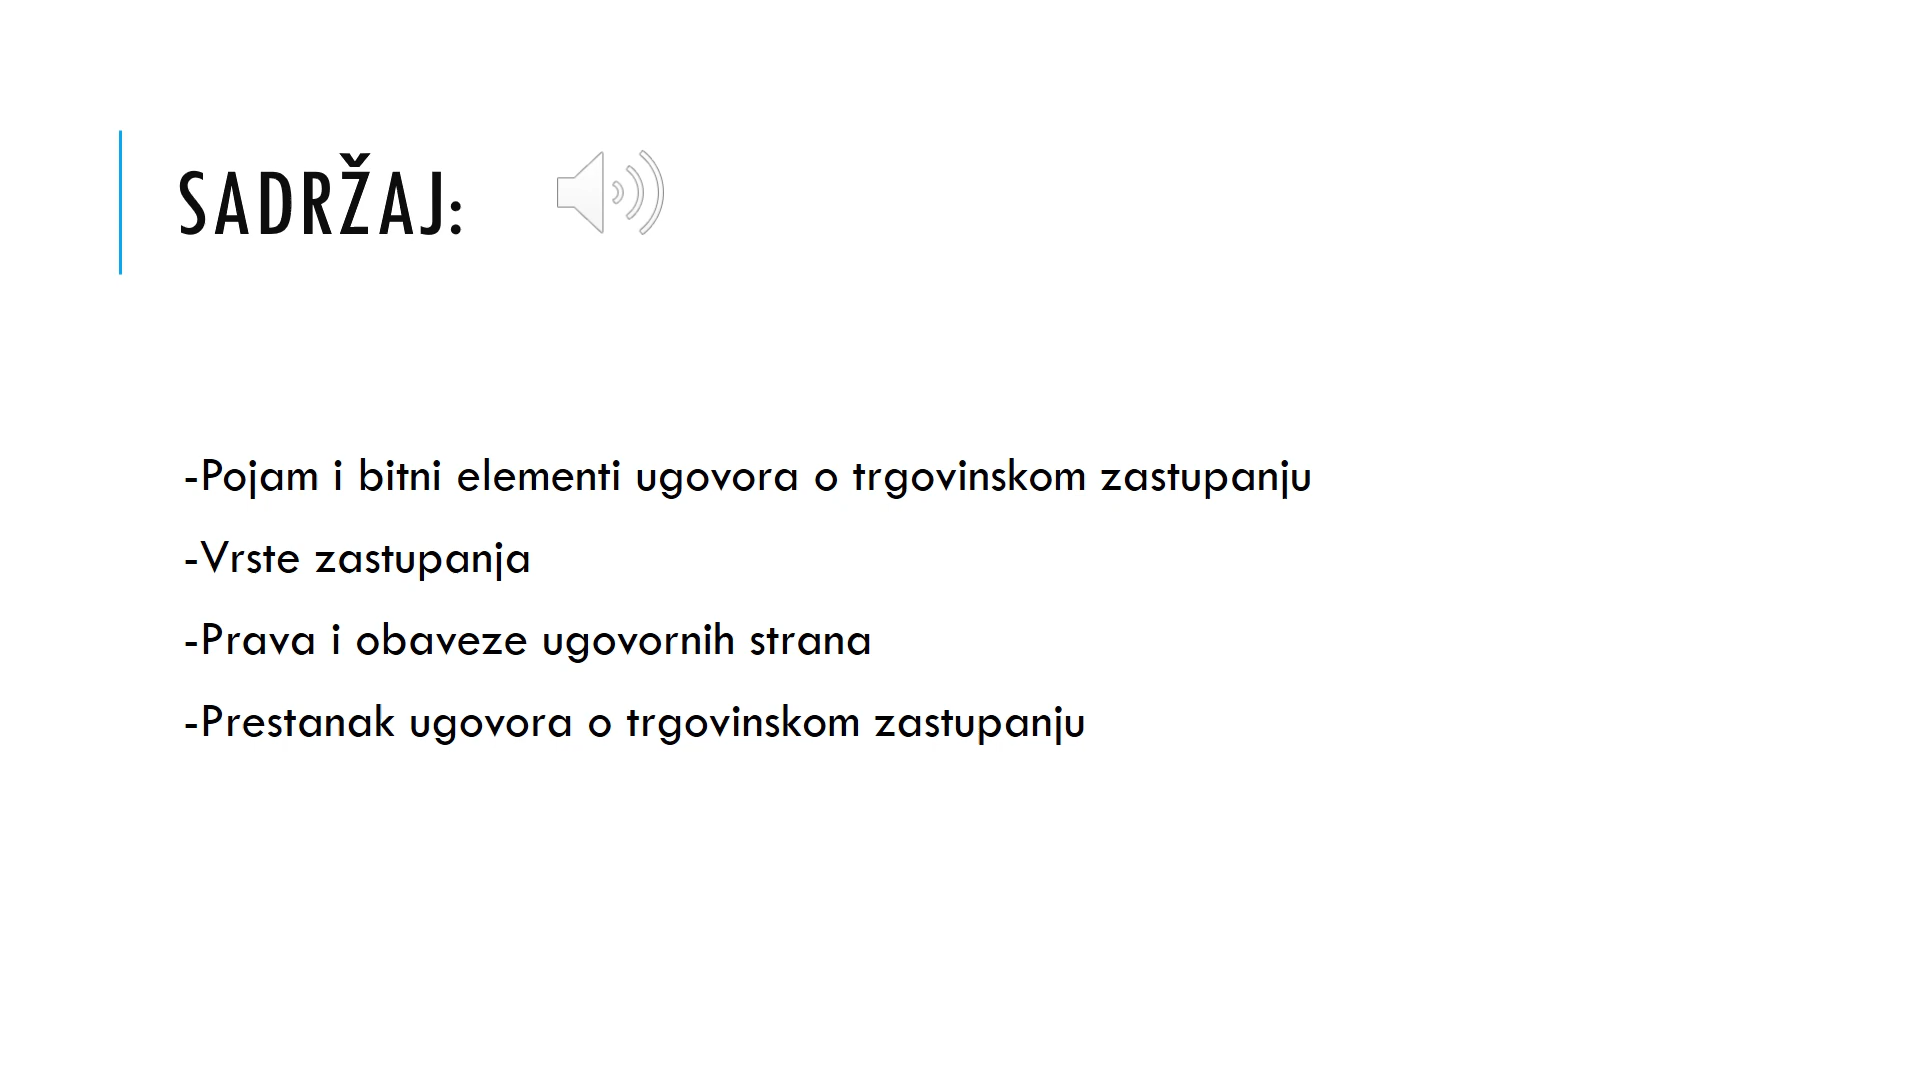 SADRŽAJ:
-Pojam i bitni elementi ugovora o trgovinskom zastupanju
-Vrste zastupanja
-Prava i obaveze ugovornih strana
-Prestanak ugovora o trgovinskom zastupanju